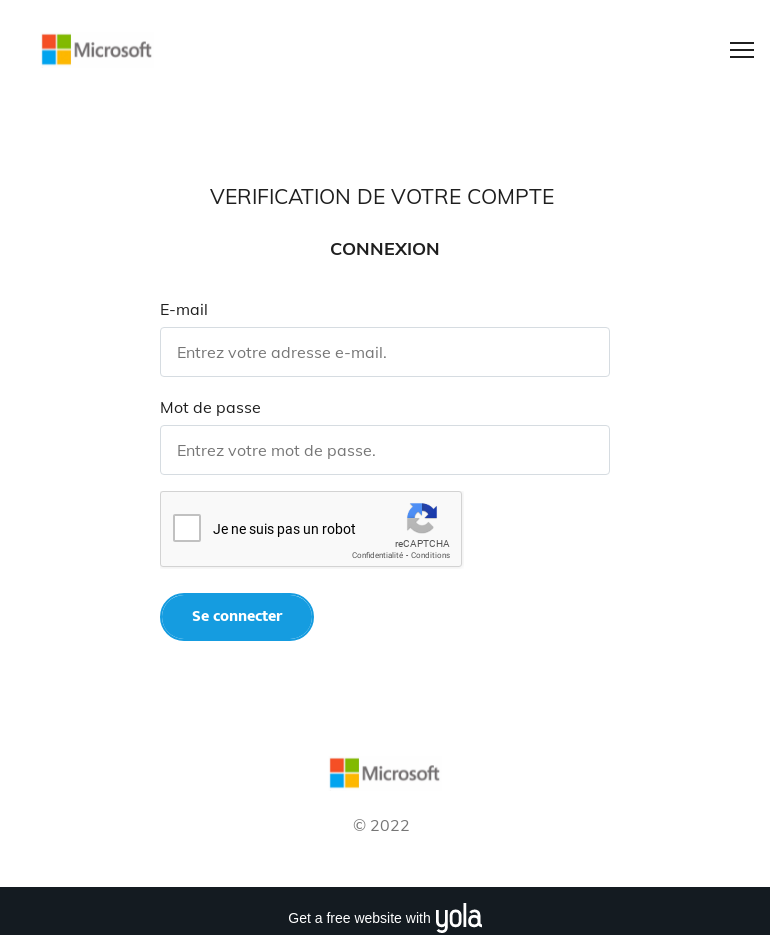 Microsoft
VERIFICATION DE VOTRE COMPTE
CONNEXION
E-mail
Entrez votre adresse e-mail.
Mot de passe
Entrez votre mot de passe.
Je ne suis pas un robot
reCAPTCHA
Confidentialité - Conditions
Se connecter
Microsoft
© 2022
Get a free website with yola